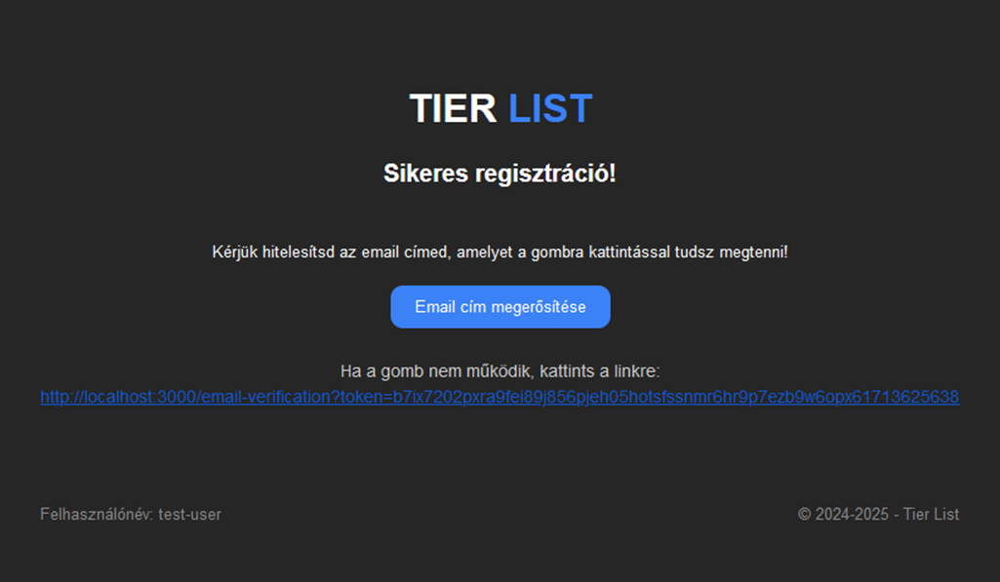 TIER LIST
Sikeres regisztráció!
Kérjük hitelesítsd az email címed, amelyet a gombra kattintással tudsz megtenni!
Email cím megerősítése
Ha a gomb nem működik, kattints a linkre:
http://localhost:3000/email-verification?token=b7ix7202pxra9fei89j856pjeh05hotsfssnmr6hr9p7ezb9w6opx61713625638
Felhasználónév: test-user
© 2024-2025 - Tier List